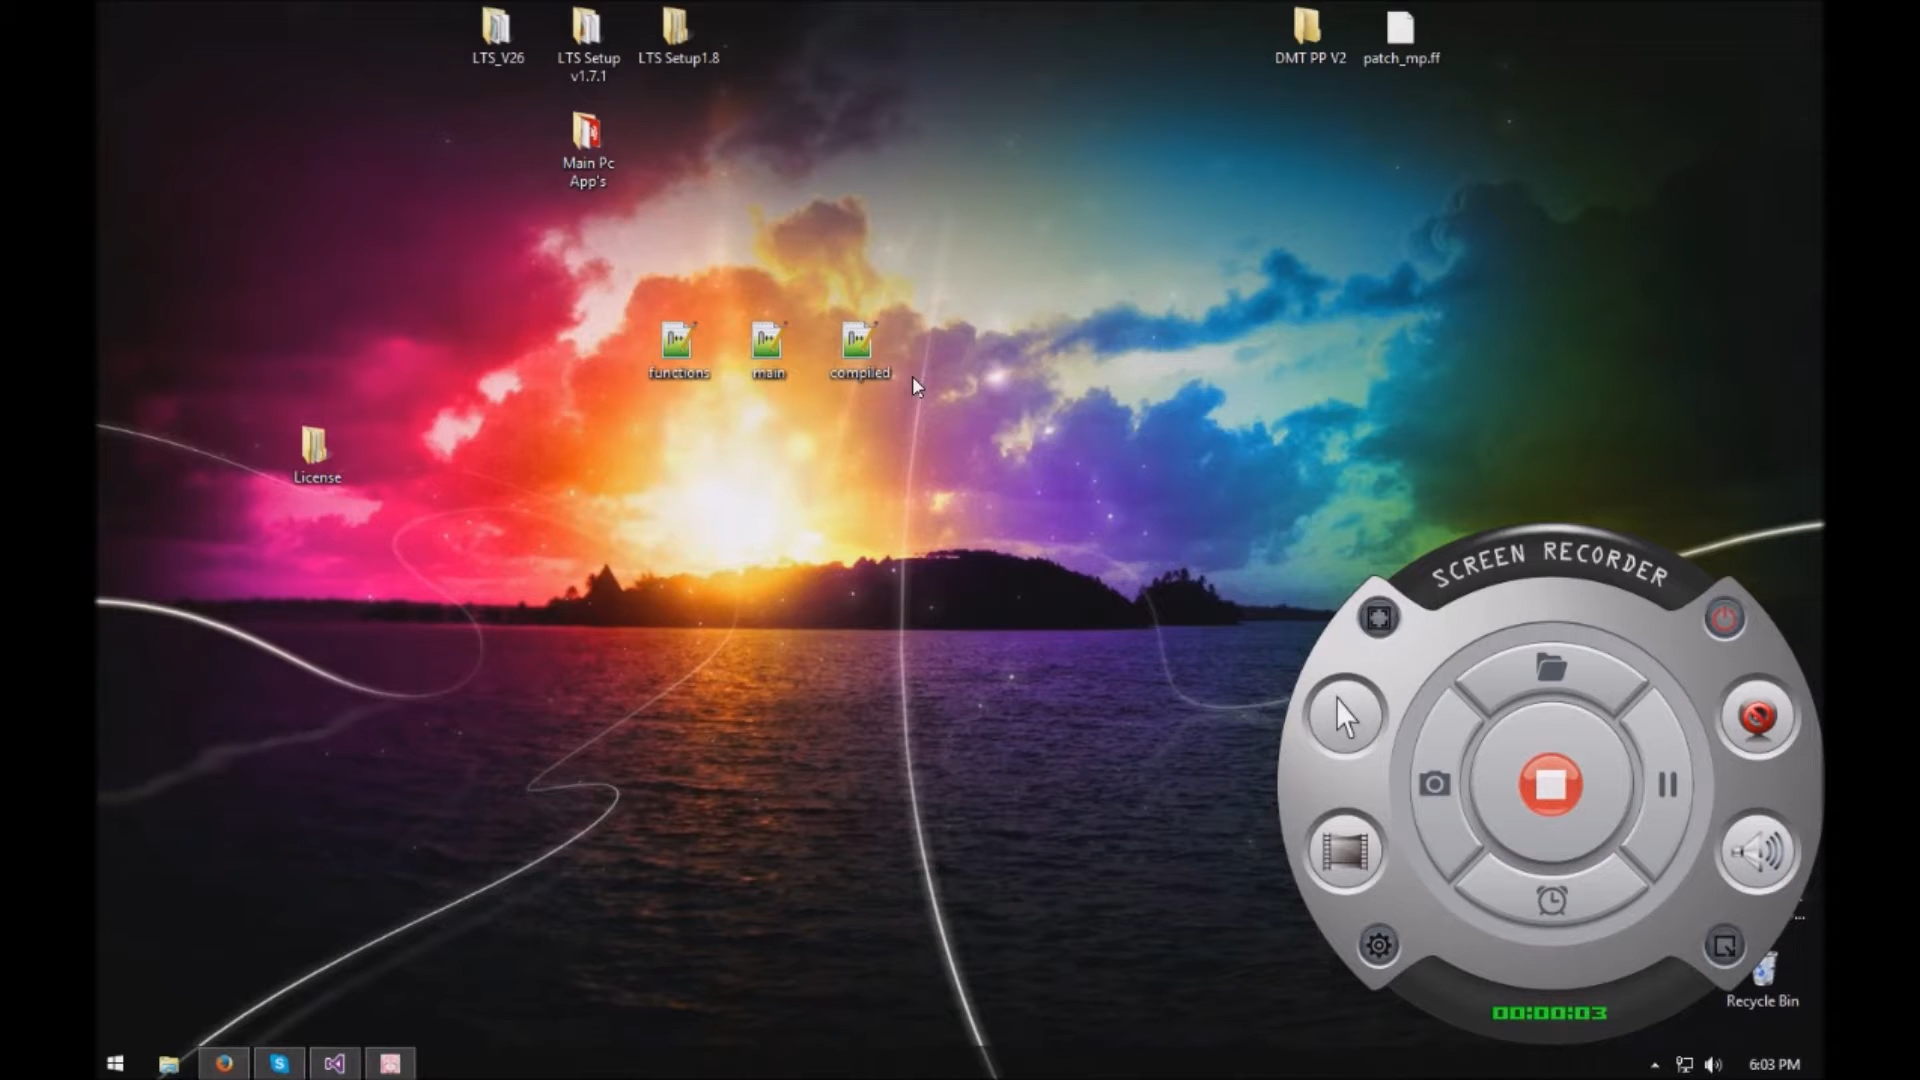 LTS_V26
LTS Setup
v1.7.1
LTS Setup1.8
DMT PP V2
patch_mp.ff
Main Pc
App's
functions
main
compiled
License
SCREEN RECORDER
00:00:03
Recycle Bin
6:03 PM